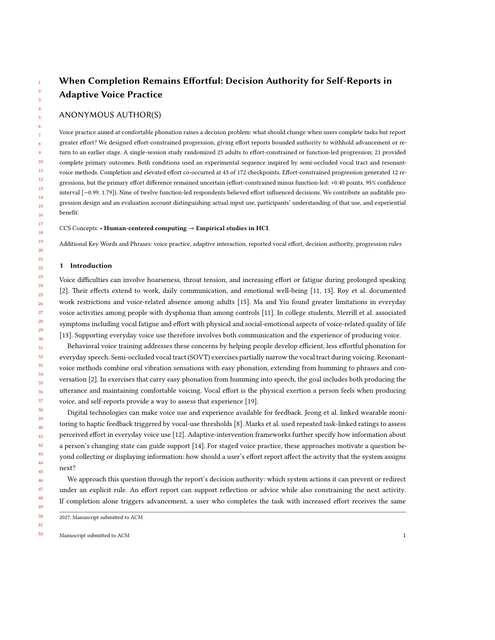 When Completion Remains Effortful: Decision Authority for Self-Reports in
Adaptive Voice Practice
ANONYMOUS AUTHOR(S)
Voice practice aimed at comfortable phonation raises a decision problem: what should change when users complete tasks but report
greater effort? We designed effort-constrained progression, giving effort reports bounded authority to withhold advancement or re-
turn to an earlier stage. A single-session study randomized 23 adults to effort-constrained or function-led progression; 21 provided
complete primary outcomes. Both conditions used an experimental sequence inspired by semi-occluded vocal tract and resonant-
voice methods. Completion and elevated effort co-occurred at 43 of 172 checkpoints. Effort-constrained progression generated 12 re-
gressions, but the primary effort difference remained uncertain (effort-constrained minus function-led: +0.40 points, 95% confidence
interval [−0.99, 1.79]). Nine of twelve function-led respondents believed effort influenced decisions. We contribute an auditable pro-
gression design and an evaluation account distinguishing actual input use, participants' understanding of that use, and experiential
benefit.
CCS Concepts: • Human-centered computing → Empirical studies in HCI.
Additional Key Words and Phrases: voice practice, adaptive interaction, reported vocal effort, decision authority, progression rules
1 Introduction
Voice difficulties can involve hoarseness, throat tension, and increasing effort or fatigue during prolonged speaking
[2]. Their effects extend to work, daily communication, and emotional well-being [11, 13]. Roy et al. documented
work restrictions and voice-related absence among adults [15]. Ma and Yiu found greater limitations in everyday
voice activities among people with dysphonia than among controls [11]. In college students, Merrill et al. associated
symptoms including vocal fatigue and effort with physical and social-emotional aspects of voice-related quality of life
[13]. Supporting everyday voice use therefore involves both communication and the experience of producing voice.
Behavioral voice training addresses these concerns by helping people develop efficient, less effortful phonation for
everyday speech. Semi-occluded vocal tract (SOVT) exercises partially narrow the vocal tract during voicing. Resonant-
voice methods combine oral vibration sensations with easy phonation, extending from humming to phrases and con-
versation [2]. In exercises that carry easy phonation from humming into speech, the goal includes both producing the
utterance and maintaining comfortable voicing. Vocal effort is the physical exertion a person feels when producing
voice, and self-reports provide a way to assess that experience [19].
Digital technologies can make voice use and experience available for feedback. Jeong et al. linked wearable moni-
toring to haptic feedback triggered by vocal-use thresholds [8]. Marks et al. used repeated task-linked ratings to assess
perceived effort in everyday voice use [12]. Adaptive-intervention frameworks further specify how information about
a person's changing state can guide support [14]. For staged voice practice, these approaches motivate a question be-
yond collecting or displaying information: how should a user's effort report affect the activity that the system assigns
next?
We approach this question through the report's decision authority: which system actions it can prevent or redirect
under an explicit rule. An effort report can support reflection or advice while also constraining the next activity.
If completion alone triggers advancement, a user who completes the task with increased effort receives the same
2027. Manuscript submitted to ACM
Manuscript submitted to ACM 1